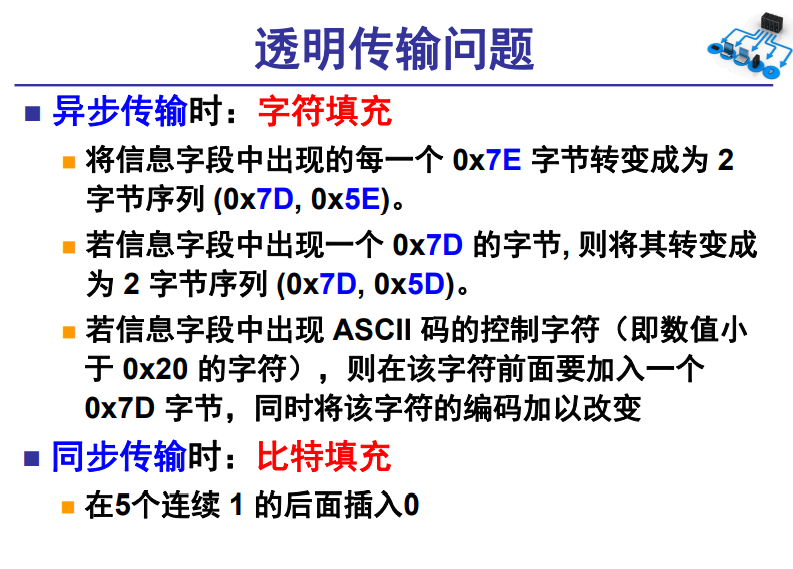 透明传输问题
异步传输时：字符填充
将信息字段中出现的每一个 0x7E 字节转变成为 2
字节序列 (0x7D, 0x5E)。
若信息字段中出现一个 0x7D 的字节, 则将其转变成
为 2 字节序列 (0x7D, 0x5D)。
若信息字段中出现 ASCII 码的控制字符（即数值小
于 0x20 的字符），则在该字符前面要加入一个
0x7D 字节，同时将该字符的编码加以改变
同步传输时：比特填充
在5个连续 1 的后面插入0